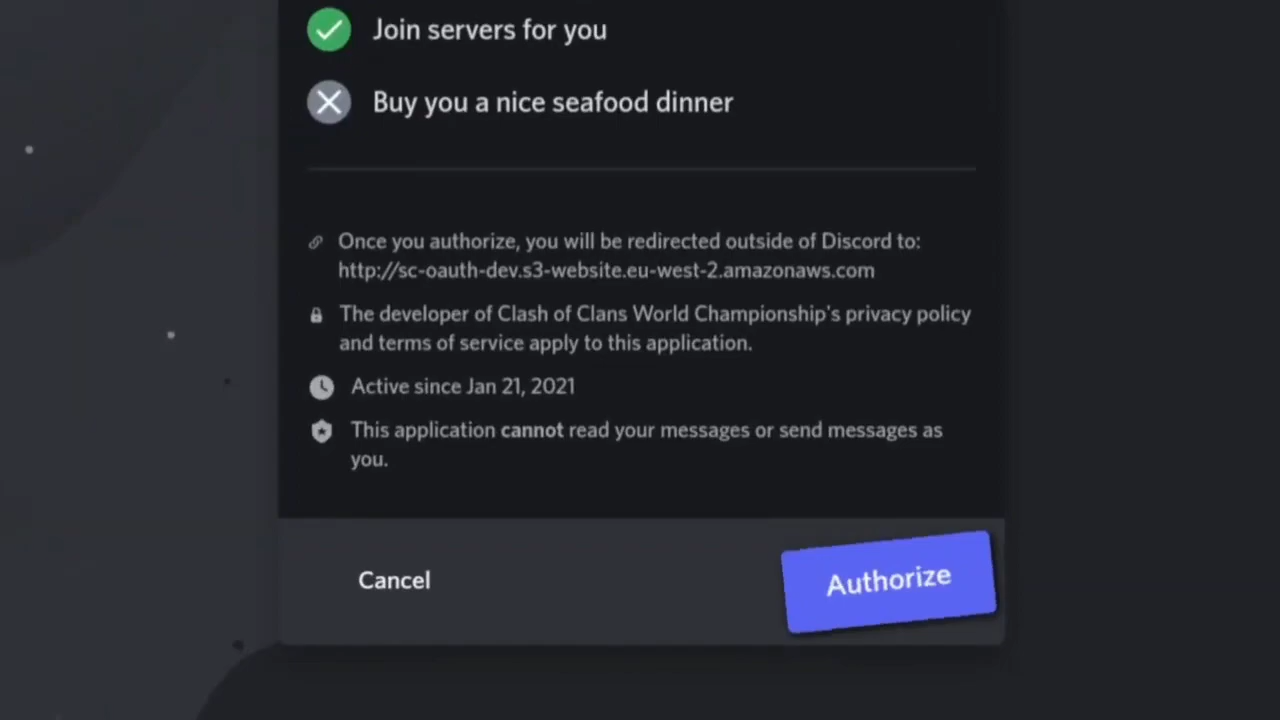 Join servers for you
Buy you a nice seafood dinner
Once you authorize, you will be redirected outside of Discord to:
http://sc-oauth-dev.s3-website.eu-west-2.amazonaws.com
The developer of Clash of Clans World Championship's privacy policy
and terms of service apply to this application.
Active since Jan 21, 2021
This application cannot read your messages or send messages as
you.
Cancel
Authorize